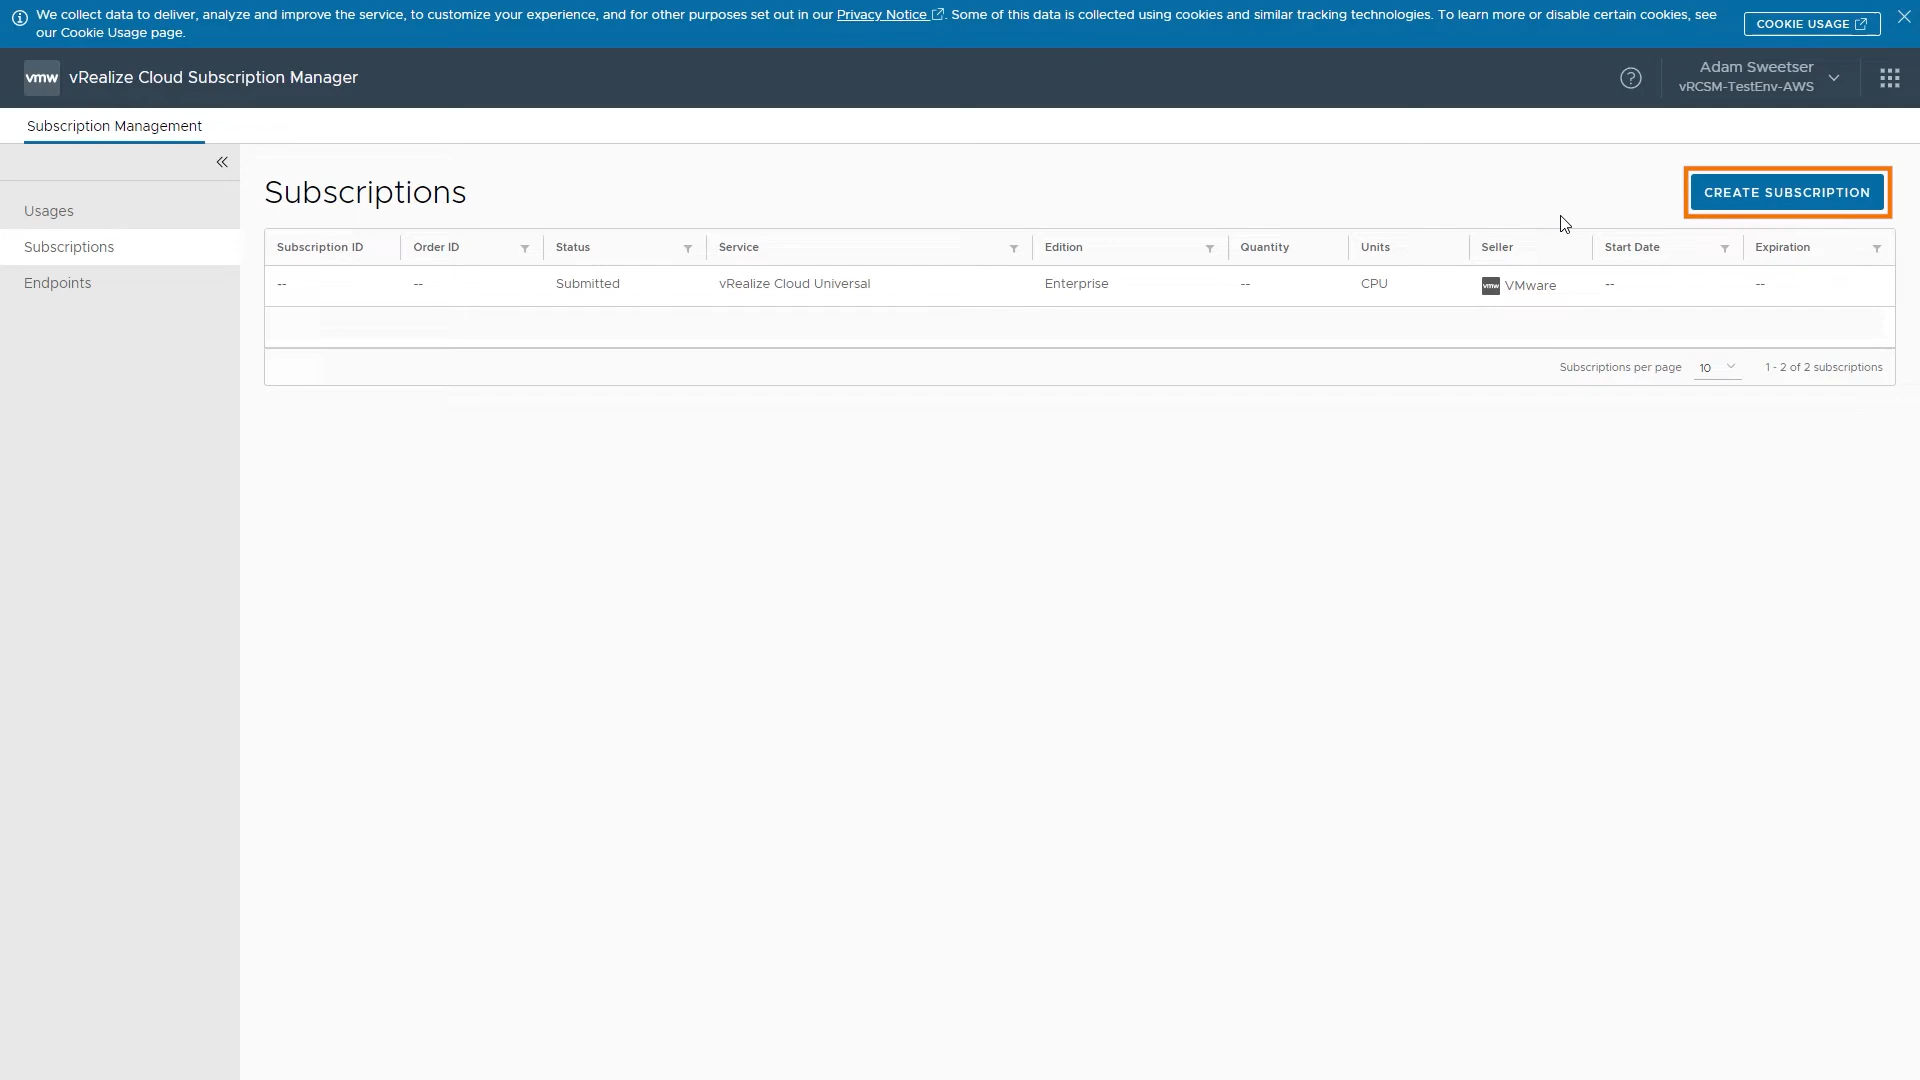 We collect data to deliver, analyze and improve the service, to customize your experience, and for other purposes set out in our Privacy Notice. Some of this data is collected using cookies and similar tracking technologies. To learn more or disable certain cookies, see
our Cookie Usage page.
COOKIE USAGE
vmw vRealize Cloud Subscription Manager
Adam Sweetser
vRCSM-TestEnv-AWS
Subscription Management
Usages
Subscriptions
Endpoints
Subscriptions
CREATE SUBSCRIPTION
Subscription ID Order ID Status Service Edition Quantity Units Seller Start Date Expiration
-- -- Submitted vRealize Cloud Universal Enterprise -- CPU vmw VMware -- --
Subscriptions per page 10 1 - 2 of 2 subscriptions